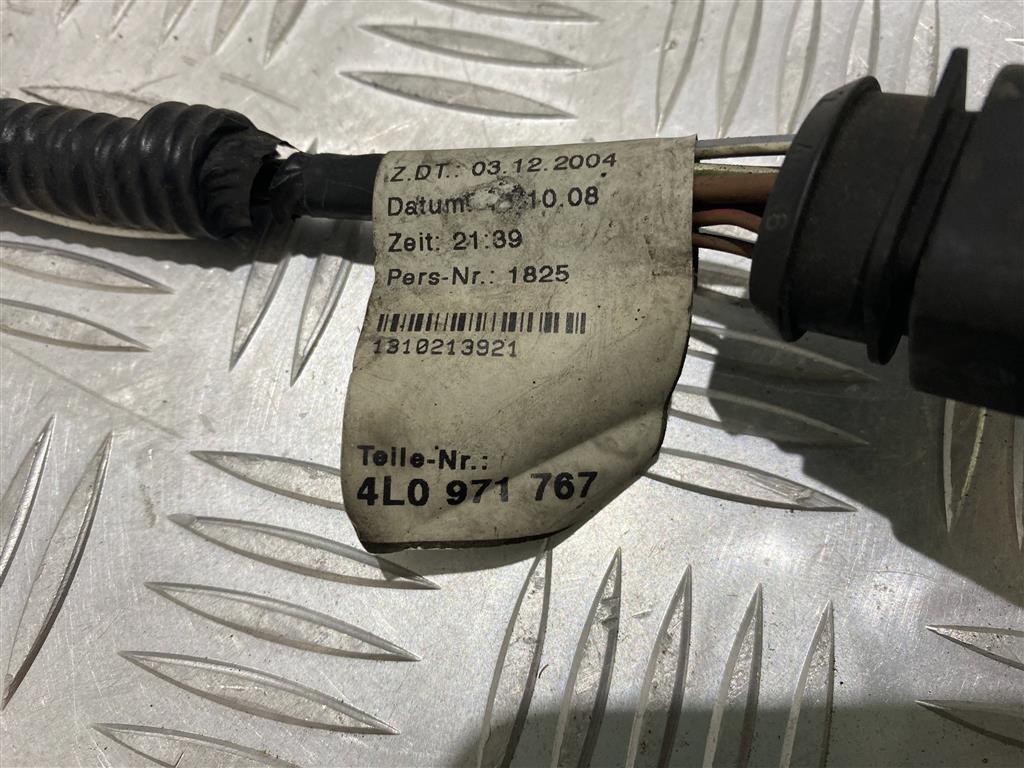 Z.DT.: 03.12.2004
Datum: 10.08
Zeit: 21:39
Pers-Nr.: 1825
1310213921
Teile-Nr.:
4L0 971 767
8